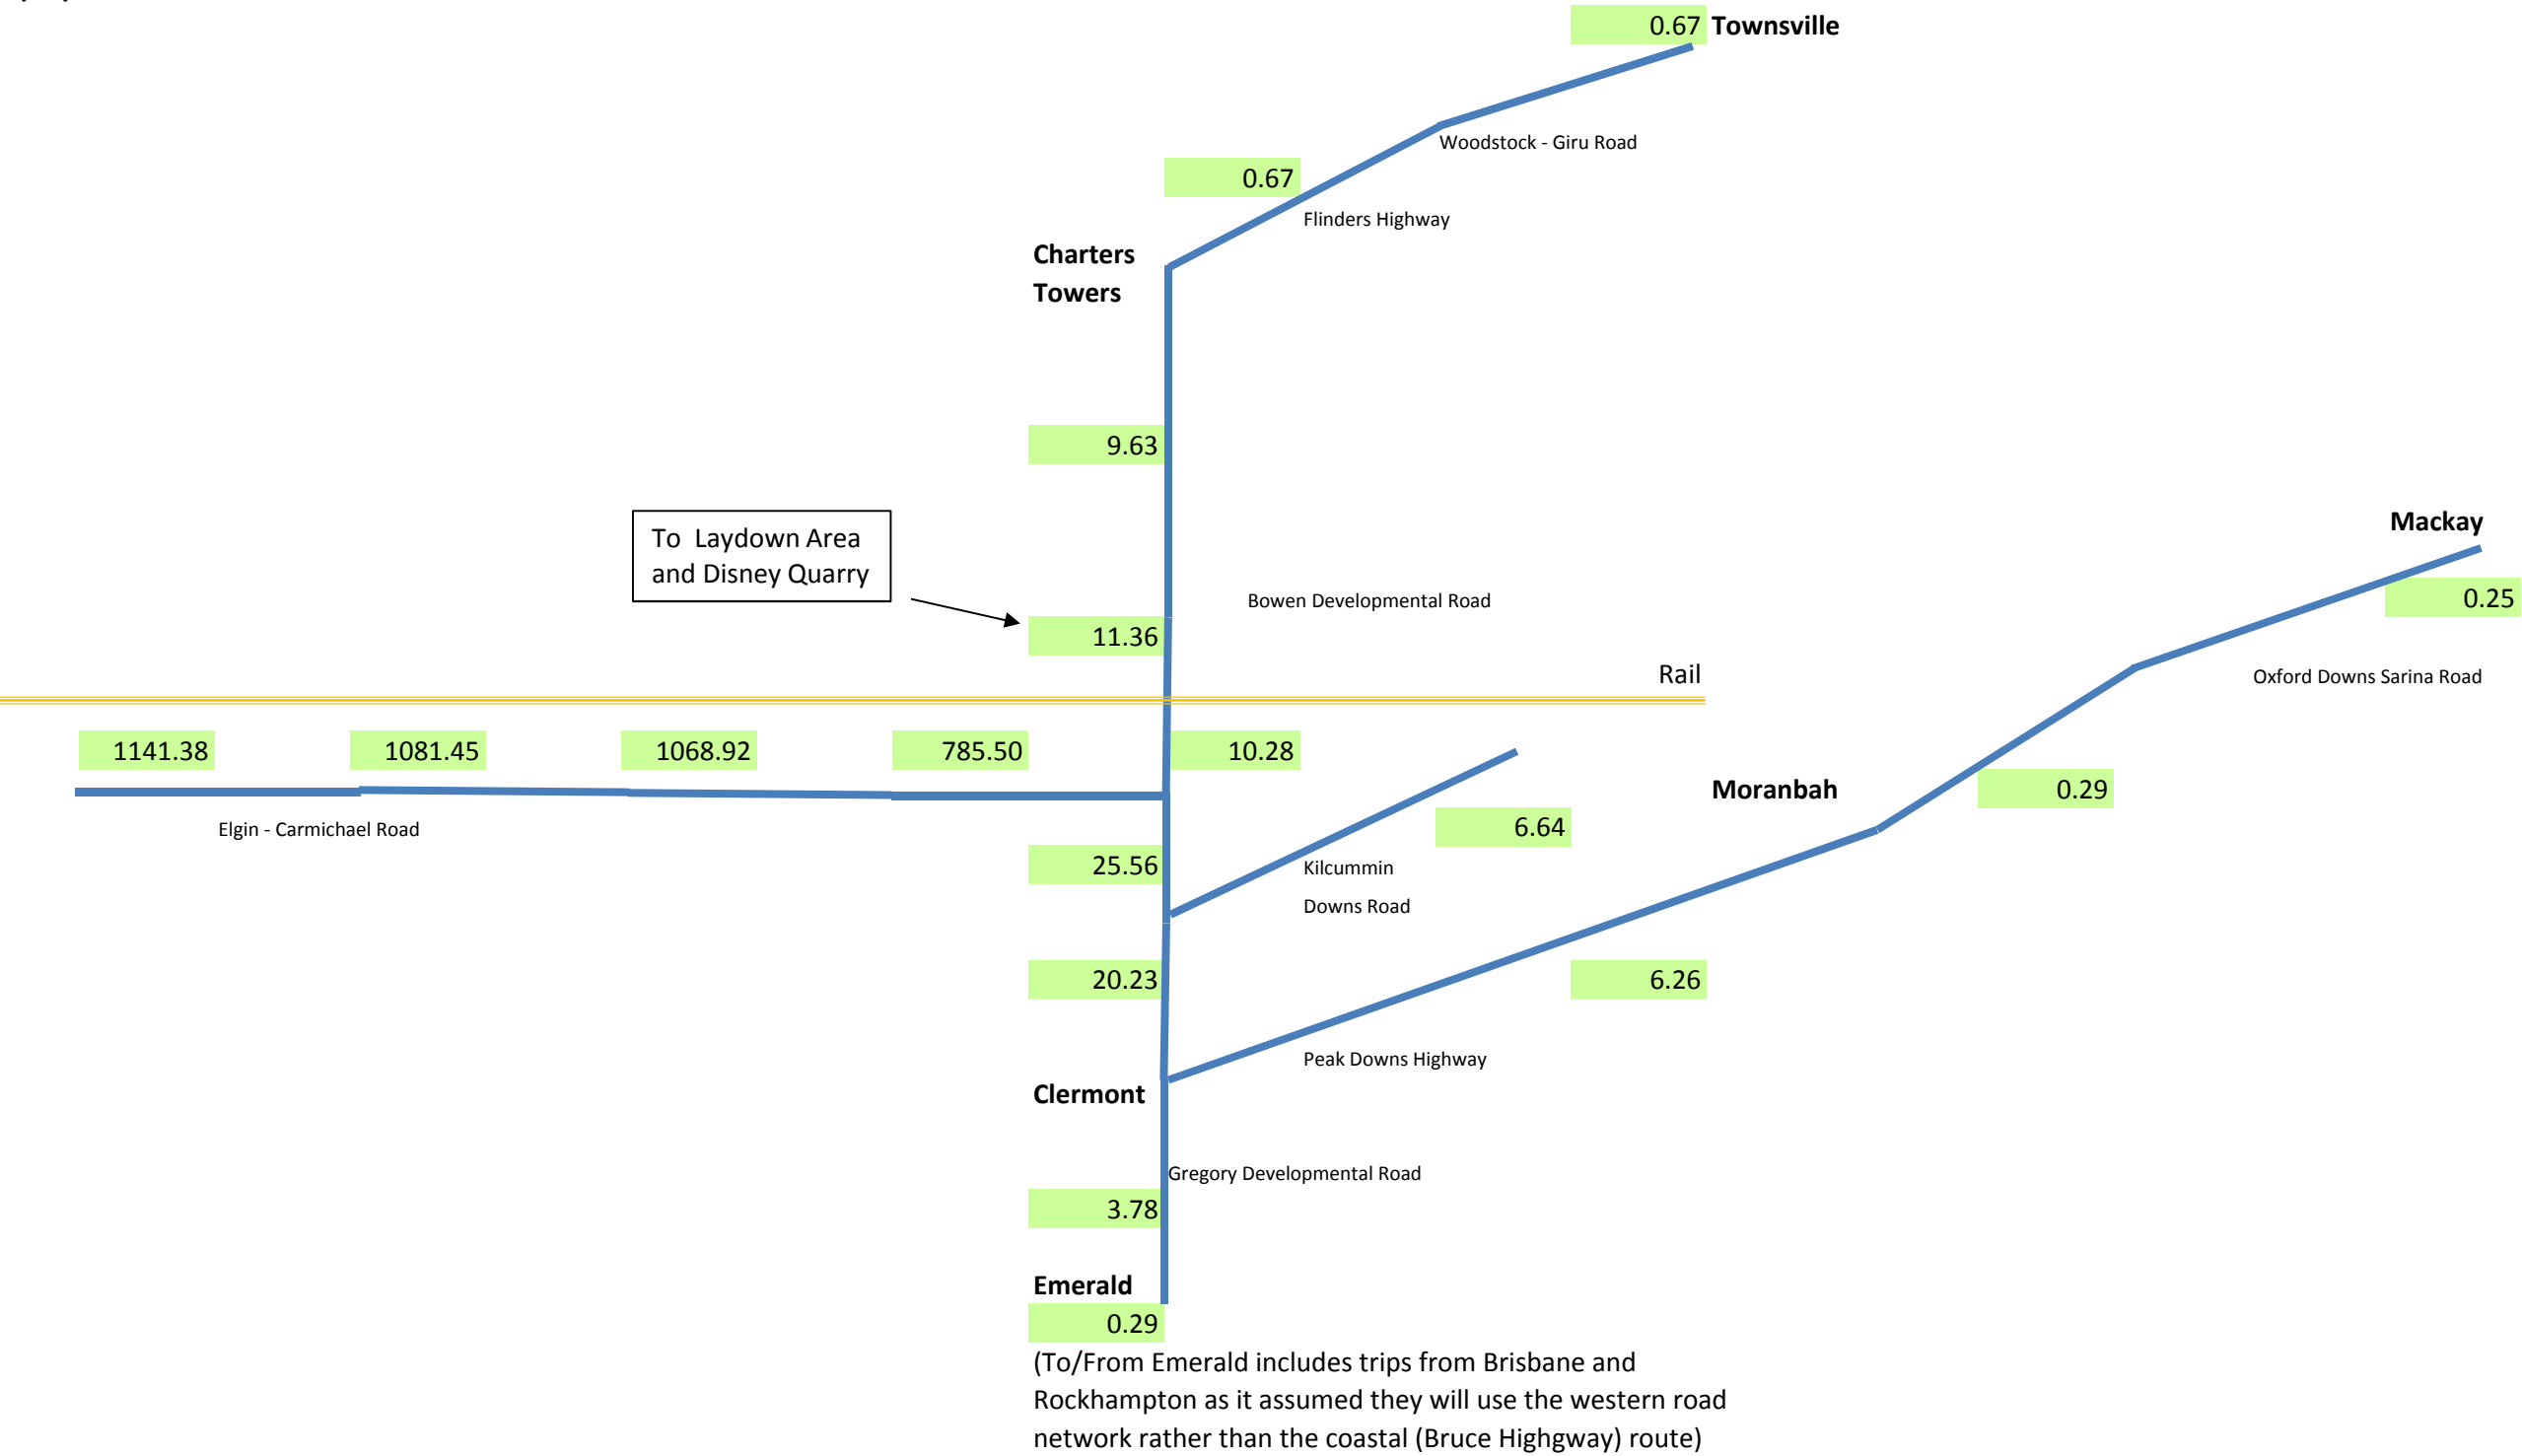 0.67 Townsville
Woodstock - Giru Road
0.67
Flinders Highway
Charters
Towers
9.63
To Laydown Area
and Disney Quarry
Mackay
Bowen Developmental Road
0.25
11.36
Rail
Oxford Downs Sarina Road
1141.38 1081.45 1068.92 785.50 10.28
Moranbah 0.29
Elgin - Carmichael Road
6.64
25.56
Kilcummin
Downs Road
20.23
6.26
Peak Downs Highway
Clermont
Gregory Developmental Road
3.78
Emerald
0.29
(To/From Emerald includes trips from Brisbane and
Rockhampton as it assumed they will use the western road
network rather than the coastal (Bruce Highgway) route)